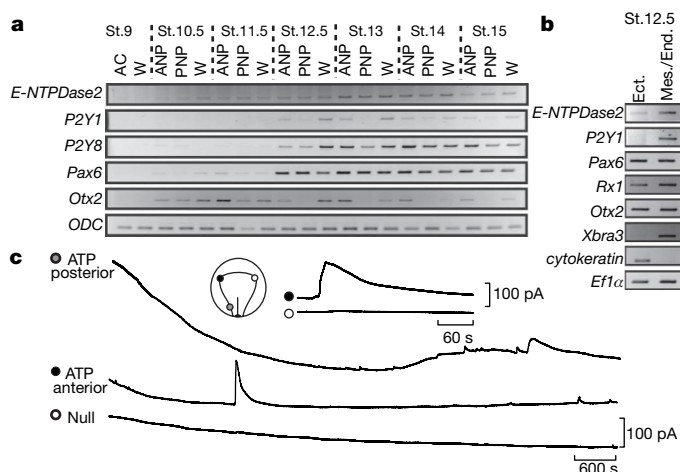 a
St.9 St.10.5 St.11.5 St.12.5 St.13 St.14 St.15
AC W ANP PNP W ANP PNP W ANP PNP W ANP PNP W ANP PNP W ANP PNP W
E-NTPDase2
P2Y1
P2Y8
Pax6
Otx2
ODC
b
St.12.5
Ect. Mes./End.
E-NTPDase2
P2Y1
Pax6
Rx1
Otx2
Xbra3
cytokeratin
Ef1α
c
ATP
posterior
100 pA
60 s
ATP
anterior
Null
100 pA
600 s